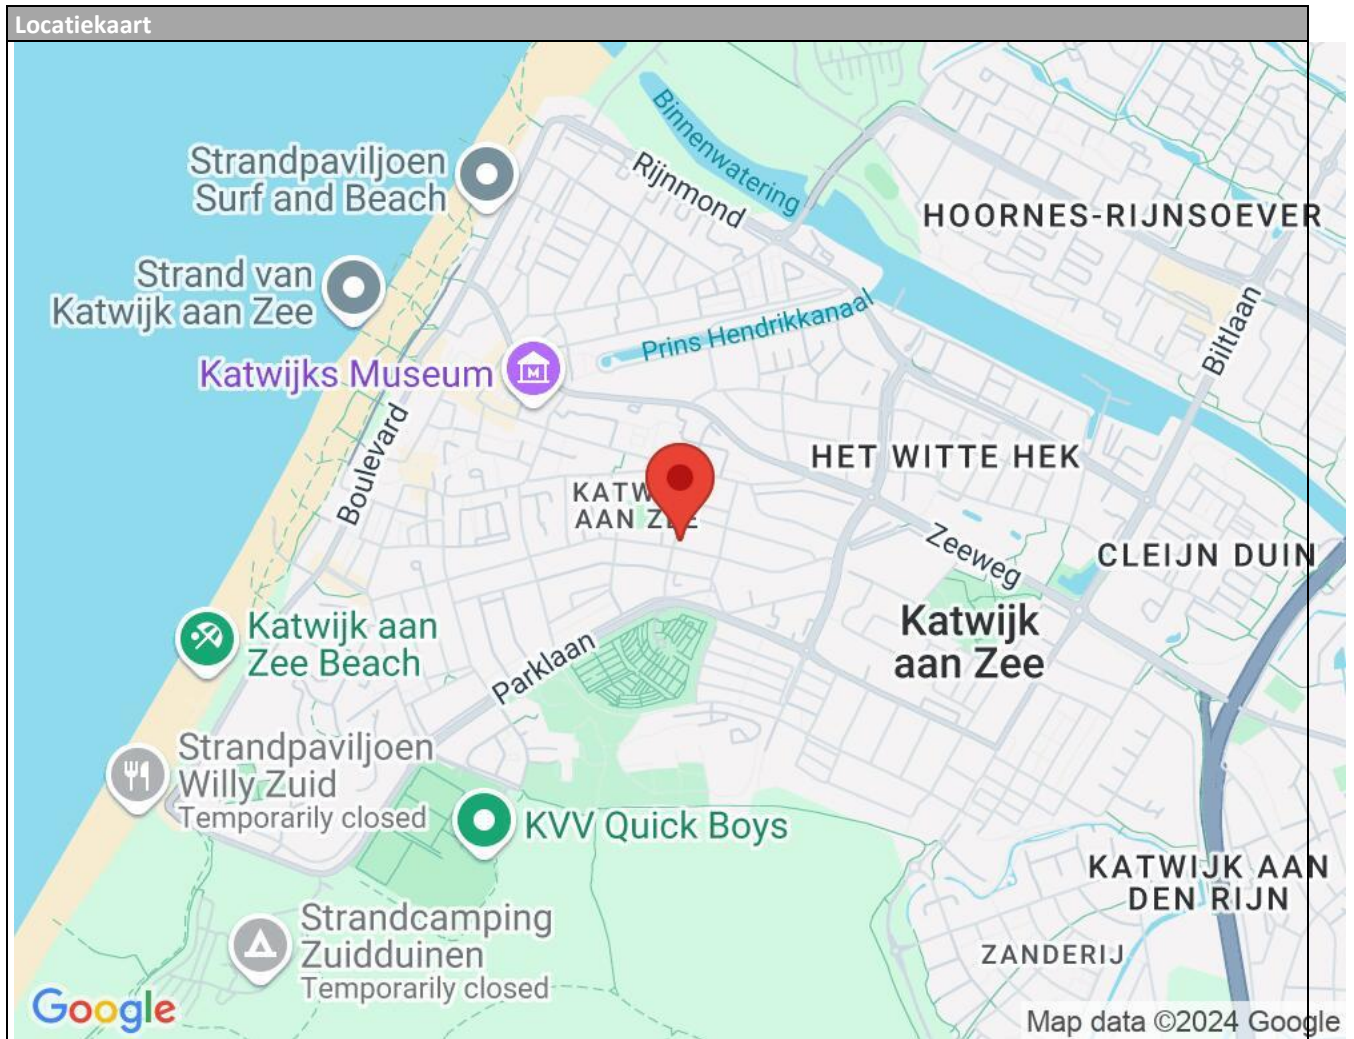 Locatiekaart
Binnenwatering
Strandpaviljoen
Surf and Beach
Rijnmond
HOORNES-RIJNSOEVER
Strand van
Katwijk aan Zee
Prins Hendrikkanaal
Biltlaan
Katwijks Museum
Boulevard
HET WITTE HEK
AAN
Zeeweg
CLEIJN DUIN
Katwijk
aan Zee
Katwijk aan
Zee Beach
Parklaan
Strandpaviljoen
Willy Zuid
Temporarily closed
KVV Quick Boys
KATWIJK AAN
DEN RIJN
Strandcamping
Zuidduinen
Temporarily closed
ZANDERIJ
Google
Map data ©2024 Google